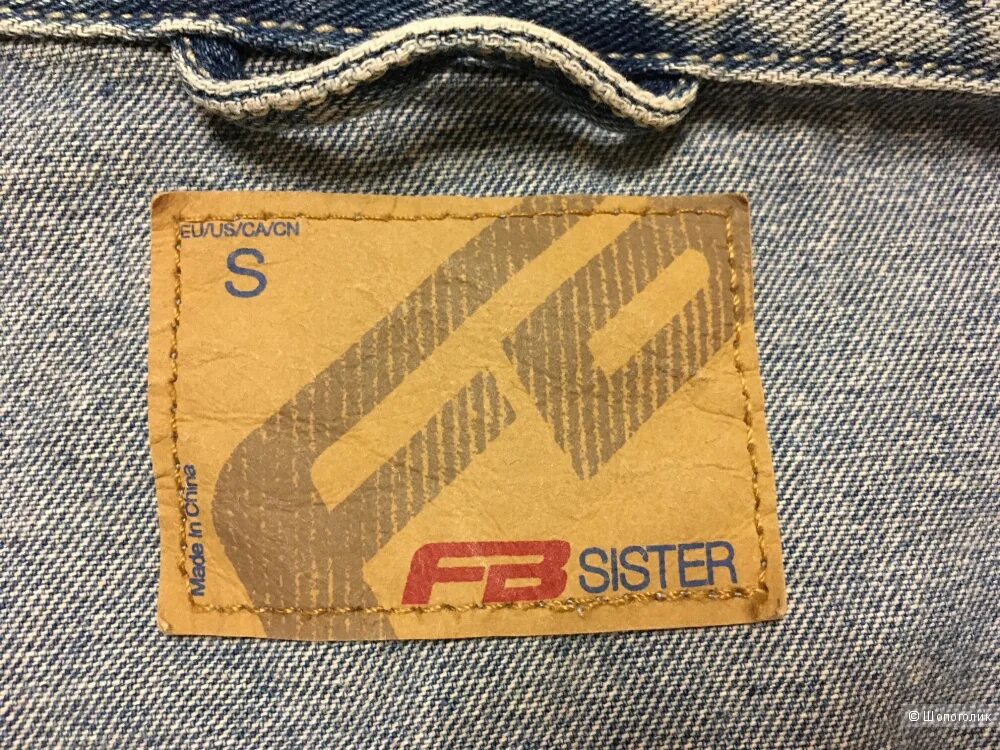 EU/US/CA/CN
S
Made in China
FB SISTER
© Шопоголик